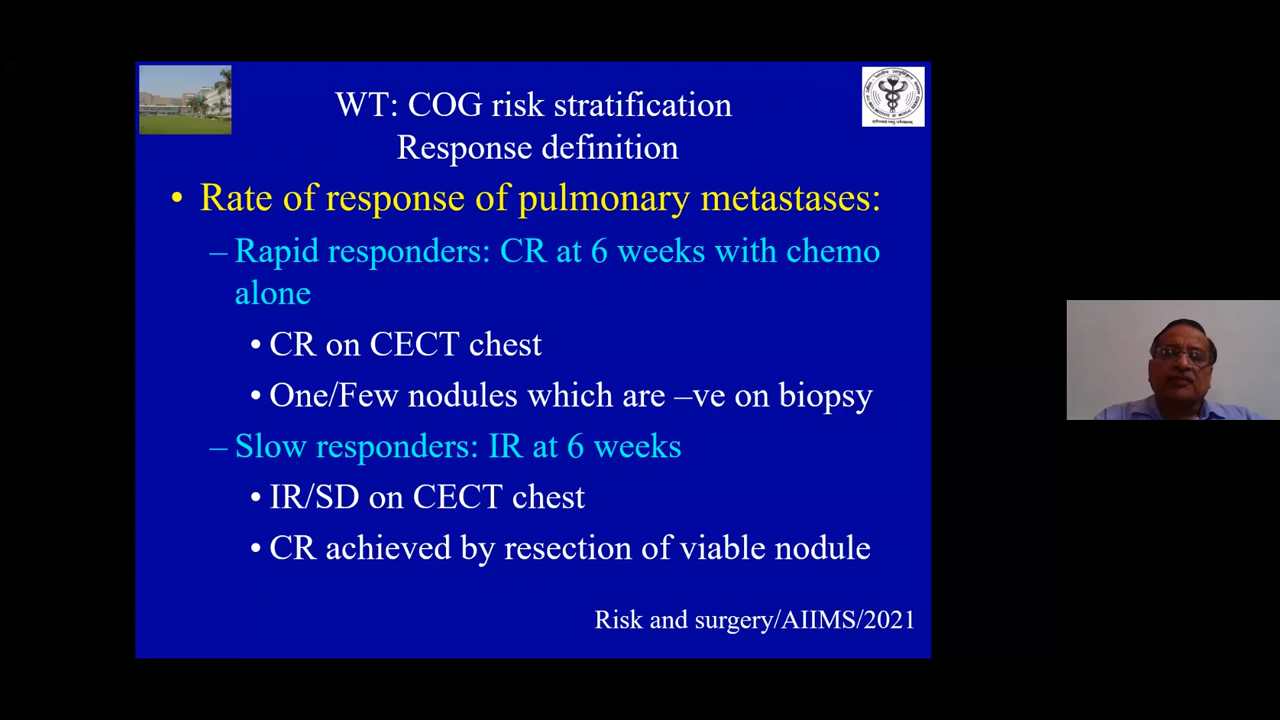 WT: COG risk stratification
Response definition
• Rate of response of pulmonary metastases:
– Rapid responders: CR at 6 weeks with chemo
alone
• CR on CECT chest
• One/Few nodules which are –ve on biopsy
– Slow responders: IR at 6 weeks
• IR/SD on CECT chest
• CR achieved by resection of viable nodule
Risk and surgery/AIIMS/2021